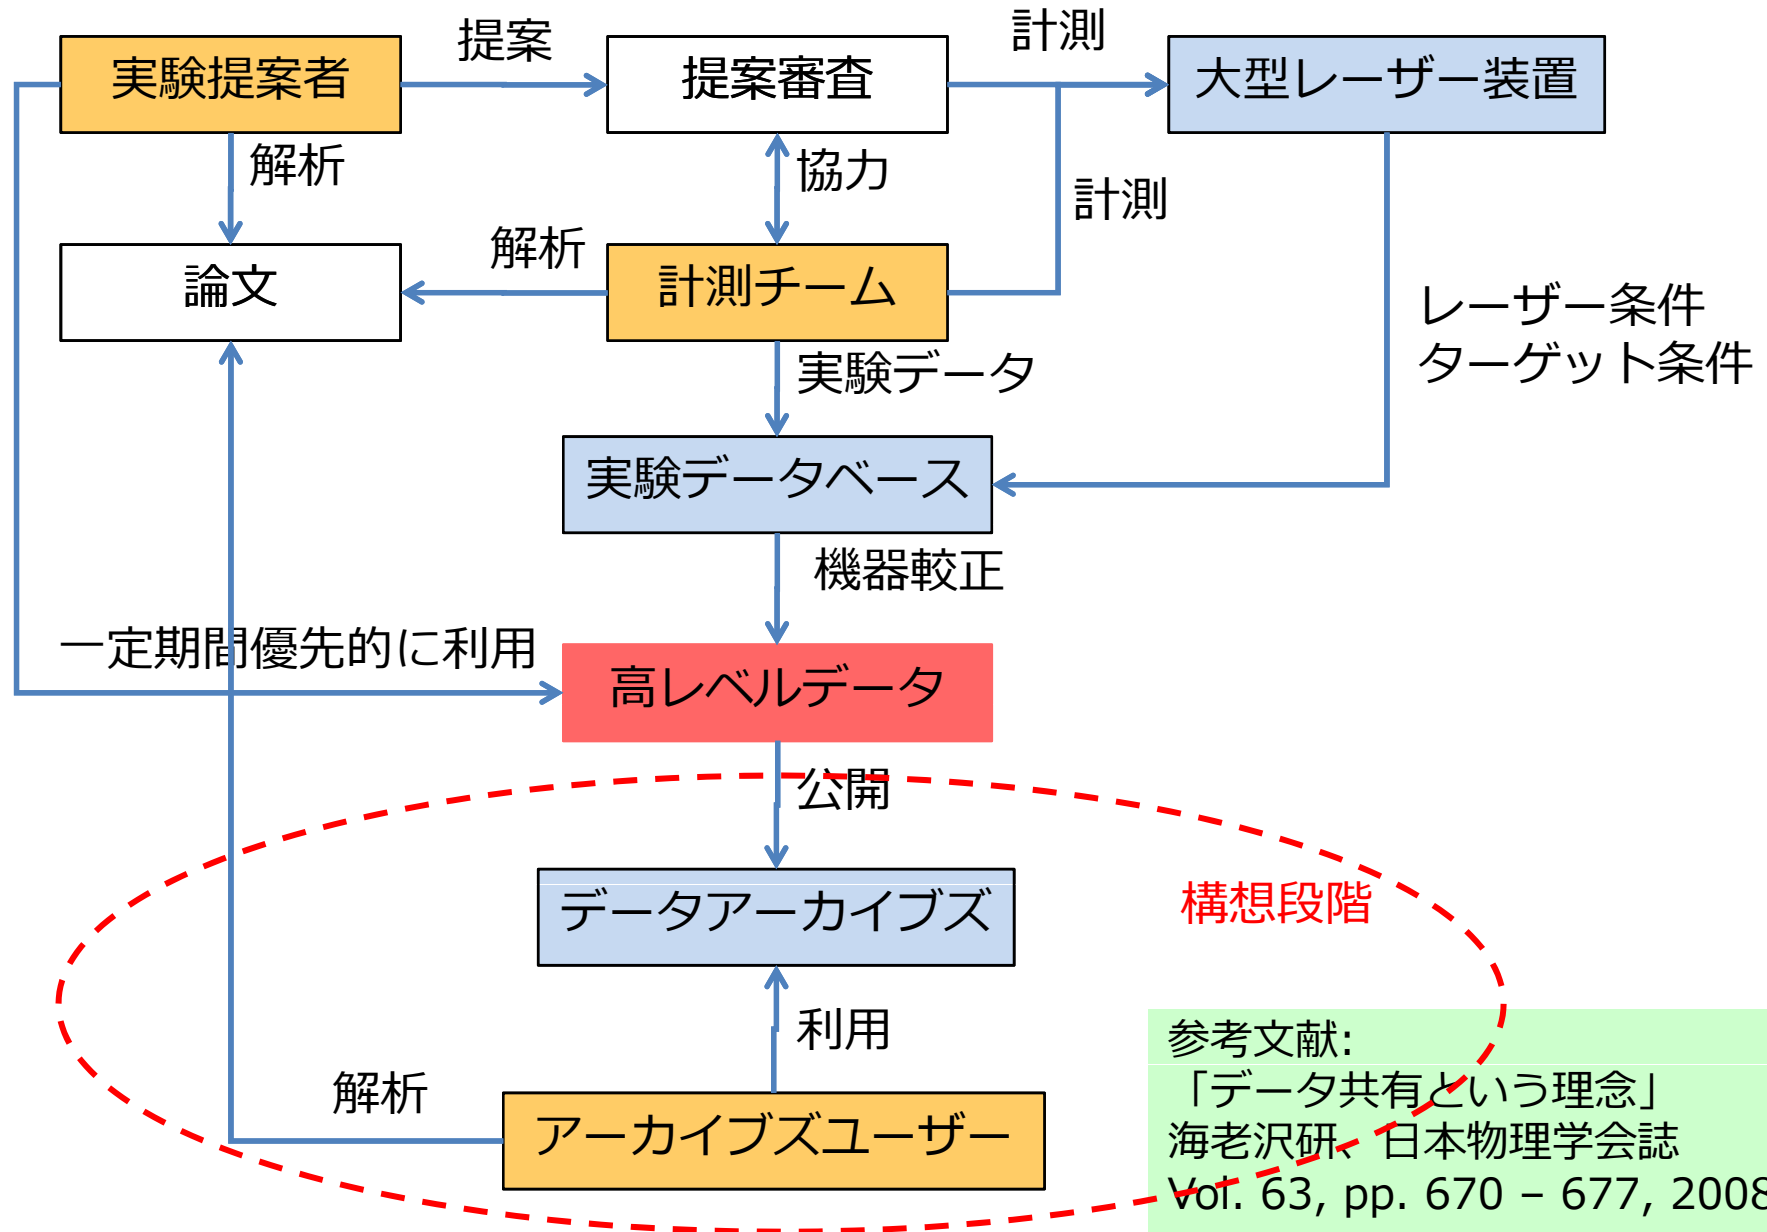 実験提案者
提案
提案審査
計測
大型レーザー装置
解析
協力
計測
論文
解析
計測チーム
レーザー条件
ターゲット条件
実験データ
実験データベース
機器較正
一定期間優先的に利用
高レベルデータ
公開
データアーカイブズ
構想段階
利用
解析
アーカイブズユーザー
参考文献:
「データ共有という理念」
海老沢研、日本物理学会誌
Vol. 63, pp. 670 – 677, 2008